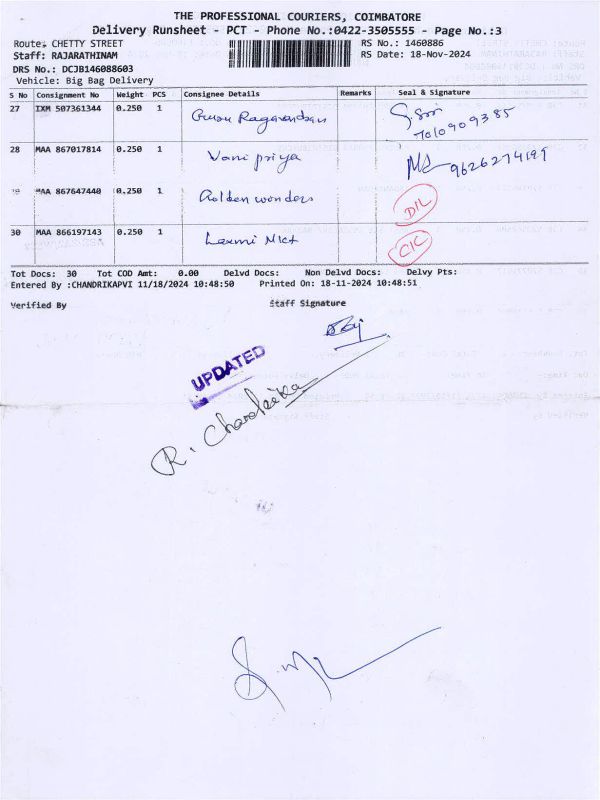 THE PROFESSIONAL COURIERS, COIMBATORE
Delivery Runsheet - PCT - Phone No.:0422-3505555 - Page No.:3
Route: CHETTY STREET RS No.: 1460886
Staff: RAJARATHINAM RS Date: 18-Nov-2024
DRS No.: DCJB146088603
Vehicle: Big Bag Delivery
S No Consignment No Weight PCS Consignee Details Remarks Seal & Signature
27 IXM 507361344 0.250 1
7010909385
28 MAA 867017814 0.250 1 Vani priya 9626274197
29 MAA 867647440 0.250 1 Golden wonders D/L
30 MAA 866197143 0.250 1 Laxmi Mkt
Tot Docs: 30 Tot COD Amt: 0.00 Delvd Docs: Non Delvd Docs: Delvy Pts:
Entered By :CHANDRIKAPVI 11/18/2024 10:48:50 Printed On: 18-11-2024 10:48:51
Verified By Staff Signature
UPDATED
R. Chandrika